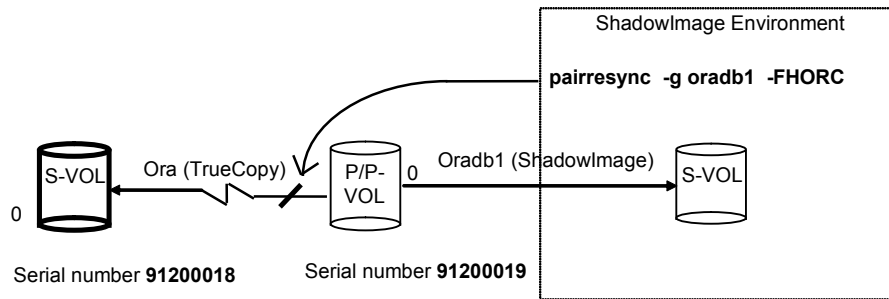 ShadowImage Environment
pairresync -g oradb1 -FHORC
Ora (TrueCopy)
Oradb1 (ShadowImage)
S-VOL
0
P/P-
VOL
0
S-VOL
Serial number 91200018
Serial number 91200019